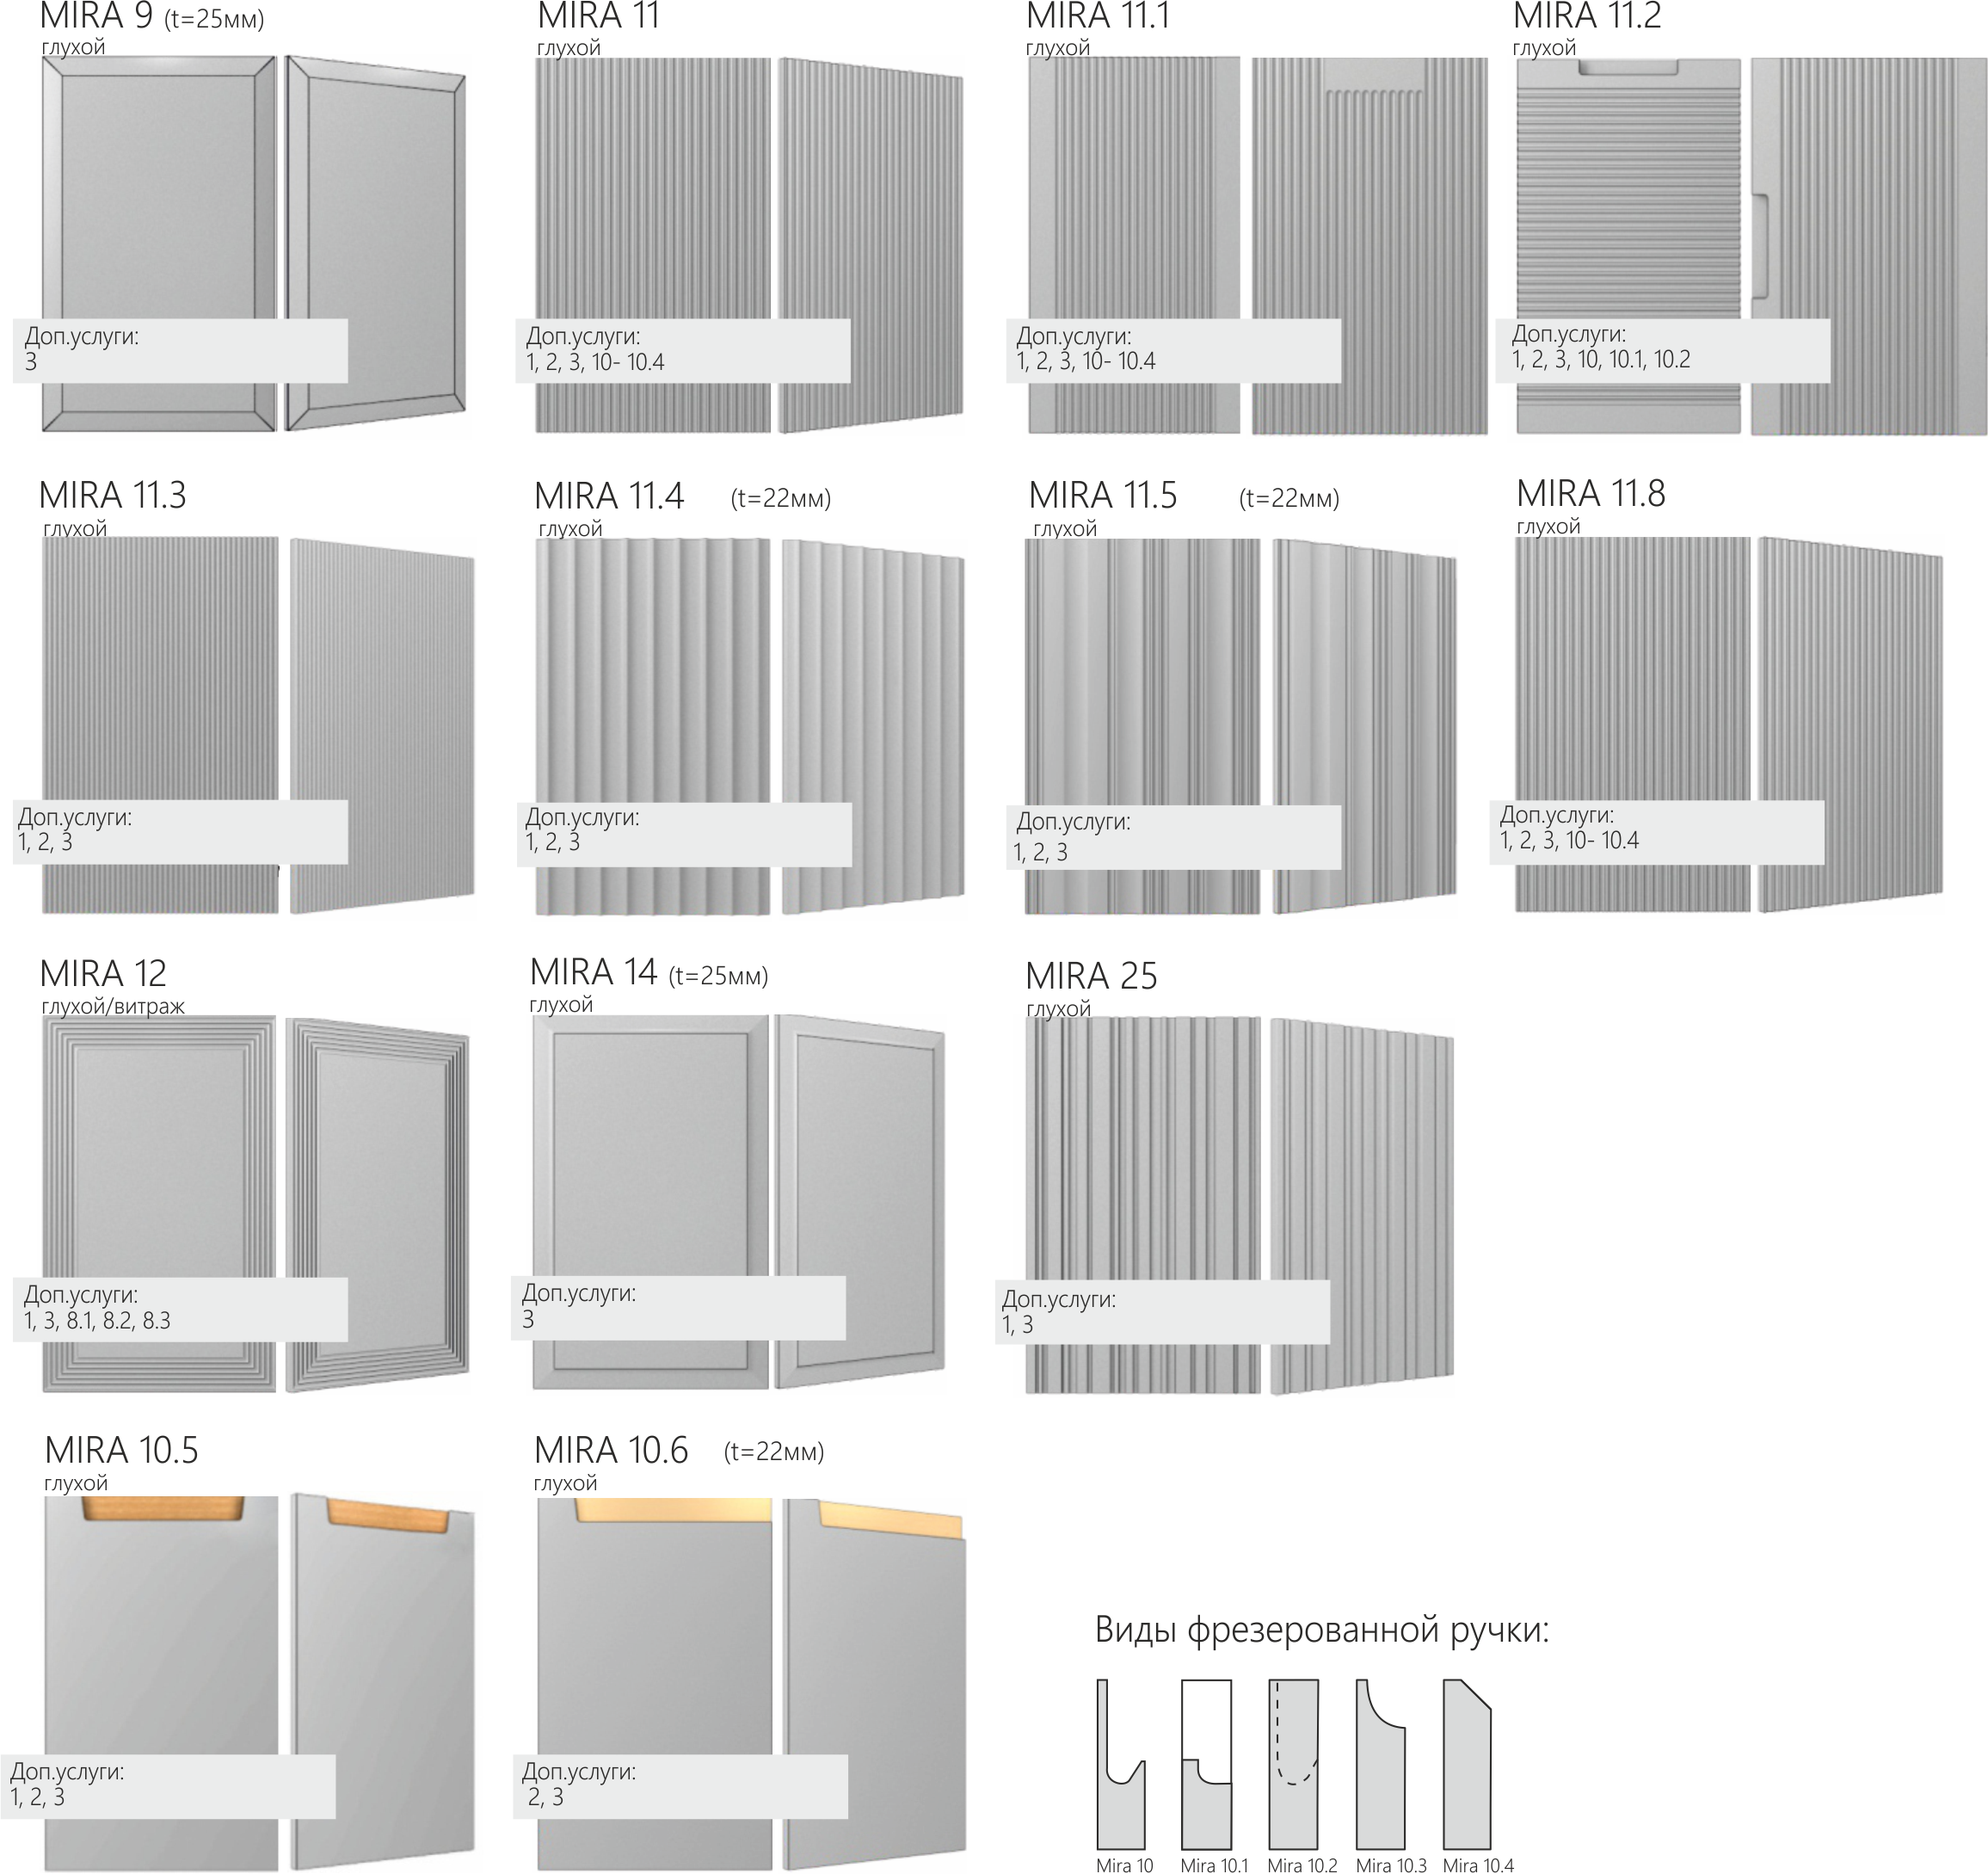 MIRA 9 (t=25мм)
глухой
Доп.услуги:
3
MIRA 11
глухой
Доп.услуги:
1, 2, 3, 10- 10.4
MIRA 11.1
глухой
Доп.услуги:
1, 2, 3, 10- 10.4
MIRA 11.2
глухой
Доп.услуги:
1, 2, 3, 10, 10.1, 10.2
MIRA 11.3
глухой
Доп.услуги:
1, 2, 3
MIRA 11.4 (t=22мм)
глухой
Доп.услуги:
1, 2, 3
MIRA 11.5 (t=22мм)
глухой
Доп.услуги:
1, 2, 3
MIRA 11.8
глухой
Доп.услуги:
1, 2, 3, 10- 10.4
MIRA 12
глухой/витраж
Доп.услуги:
1, 3, 8.1, 8.2, 8.3
MIRA 14 (t=25мм)
глухой
Доп.услуги:
3
MIRA 25
глухой
Доп.услуги:
1, 3
MIRA 10.5
глухой
Доп.услуги:
1, 2, 3
MIRA 10.6 (t=22мм)
глухой
Доп.услуги:
2, 3
Виды фрезерованной ручки:
Mira 10 Mira 10.1 Mira 10.2 Mira 10.3 Mira 10.4